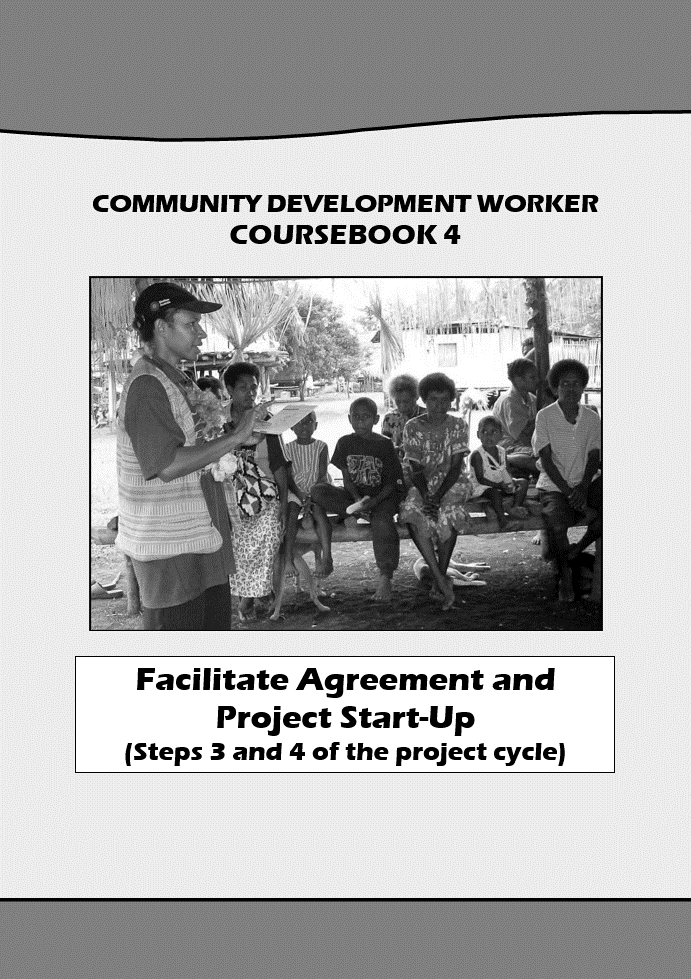 COMMUNITY DEVELOPMENT WORKER
COURSEBOOK 4
Facilitate Agreement and
Project Start-Up
(Steps 3 and 4 of the project cycle)